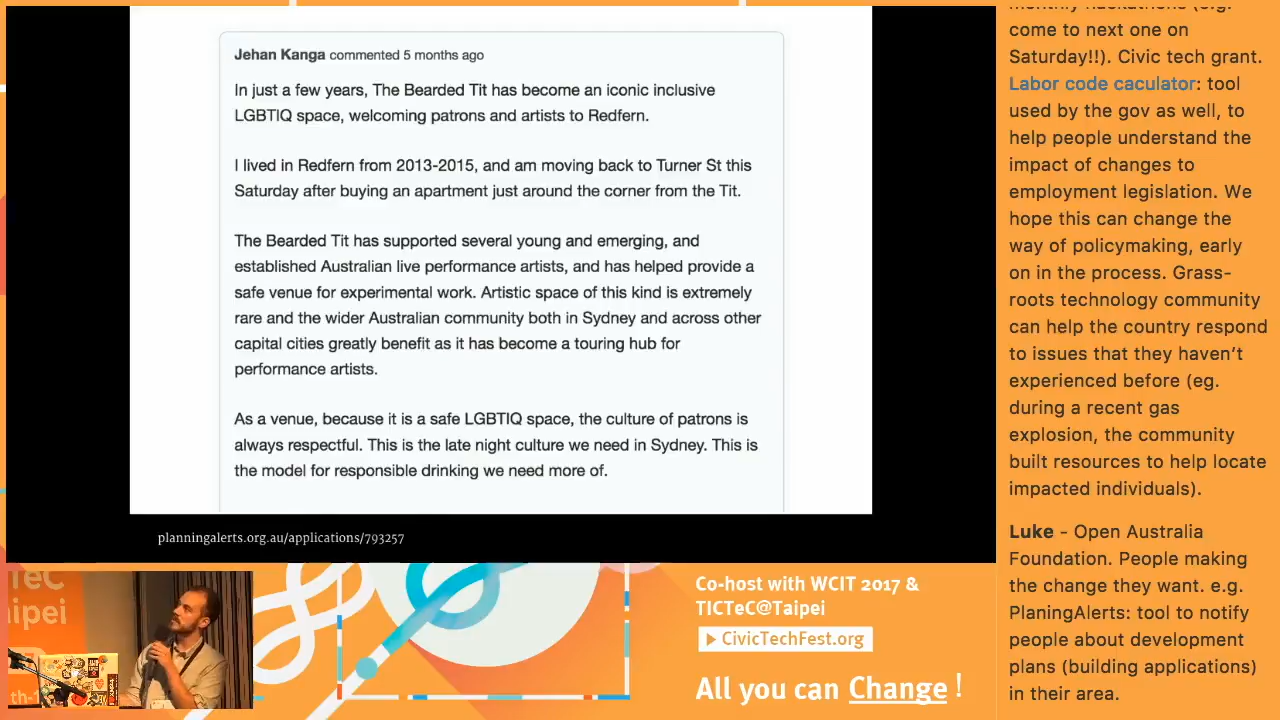 Jehan Kanga commented 5 months ago
In just a few years, The Bearded Tit has become an iconic inclusive
LGBTIQ space, welcoming patrons and artists to Redfern.
I lived in Redfern from 2013-2015, and am moving back to Turner St this
Saturday after buying an apartment just around the corner from the Tit.
The Bearded Tit has supported several young and emerging, and
established Australian live performance artists, and has helped provide a
safe venue for experimental work. Artistic space of this kind is extremely
rare and the wider Australian community both in Sydney and across other
capital cities greatly benefit as it has become a touring hub for
performance artists.
As a venue, because it is a safe LGBTIQ space, the culture of patrons is
always respectful. This is the late night culture we need in Sydney. This is
the model for responsible drinking we need more of.
planningalerts.org.au/applications/793257
come to next one on
Saturday!!). Civic tech grant.
Labor code caculator: tool
used by the gov as well, to
help people understand the
impact of changes to
employment legislation. We
hope this can change the
way of policymaking, early
on in the process. Grass-
roots technology community
can help the country respond
to issues that they haven't
experienced before (eg.
during a recent gas
explosion, the community
built resources to help locate
impacted individuals).
Luke - Open Australia
Foundation. People making
the change they want. e.g.
PlaningAlerts: tool to notify
people about development
plans (building applications)
in their area.
Co-host with WCIT 2017 &
TICTeC@Taipei
CivicTechFest.org
All you can Change!